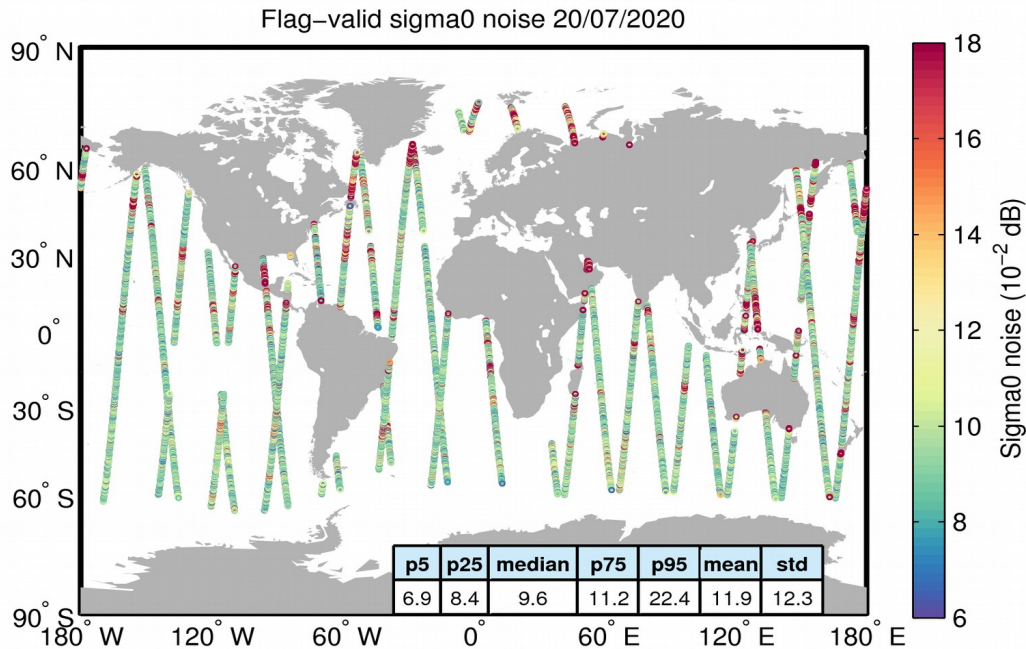 Flag−valid sigma0 noise 20/07/2020
90° N
60° N
30° N
0°
30° S
60° S
90° S
180° W
120° W
60° W
0°
60° E
120° E
180° E
p5 p25 median p75 p95 mean std
6.9 8.4 9.6 11.2 22.4 11.9 12.3
18
16
14
12
10
8
6
Sigma0 noise (10⁻² dB)